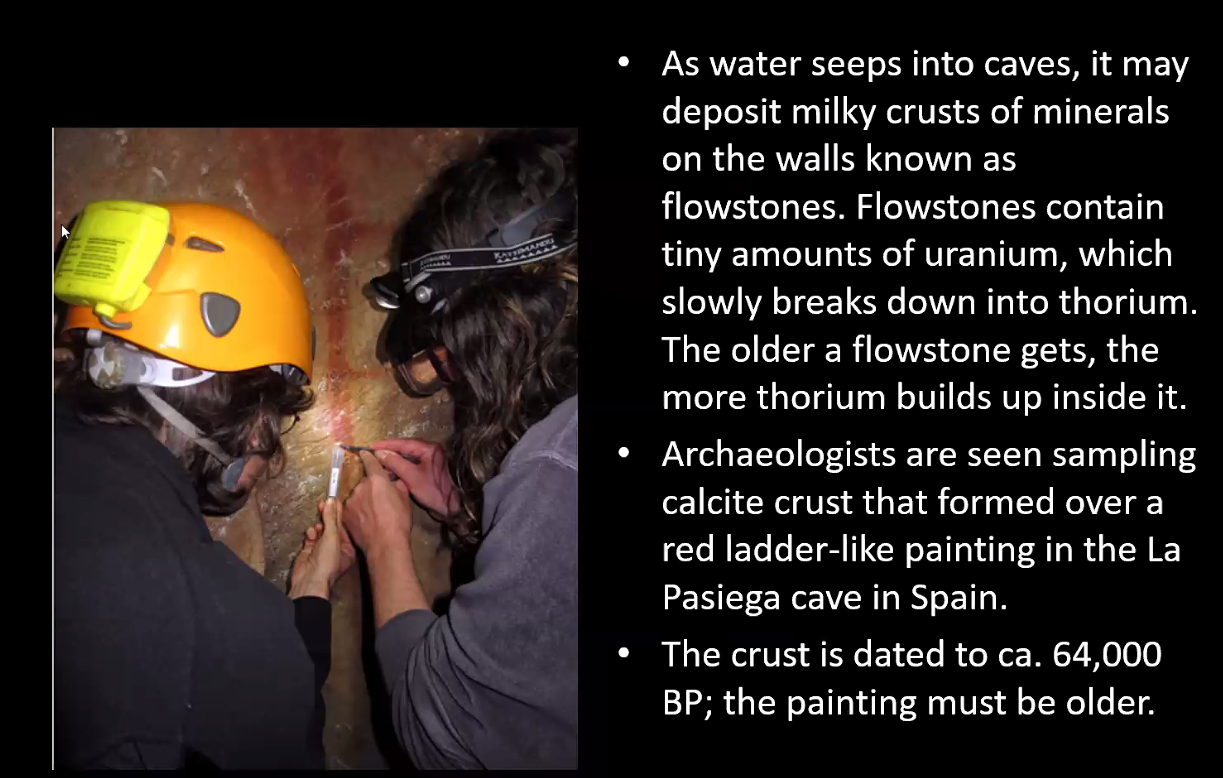 • As water seeps into caves, it may
deposit milky crusts of minerals
on the walls known as
flowstones. Flowstones contain
tiny amounts of uranium, which
slowly breaks down into thorium.
The older a flowstone gets, the
more thorium builds up inside it.
• Archaeologists are seen sampling
calcite crust that formed over a
red ladder-like painting in the La
Pasiega cave in Spain.
• The crust is dated to ca. 64,000
BP; the painting must be older.
KATHMANDU